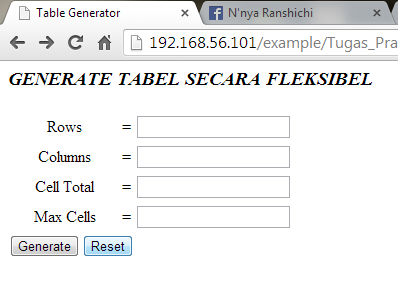 Table Generator × N'nya Ranshichi ×
192.168.56.101/example/Tugas_Pra
GENERATE TABEL SECARA FLEKSIBEL
Rows =
Columns =
Cell Total =
Max Cells =
Generate Reset